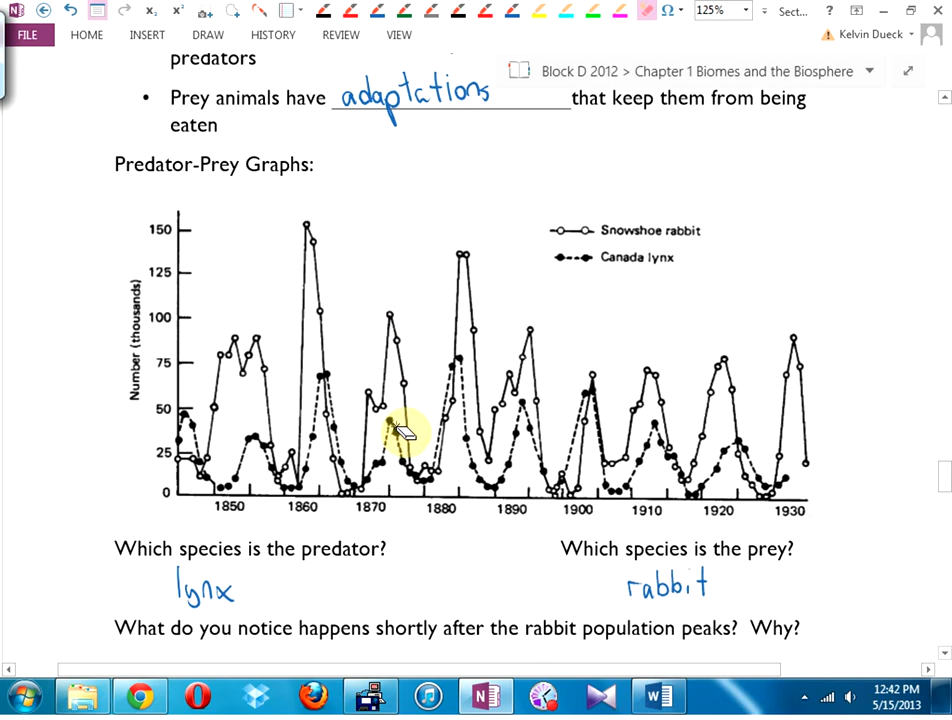 125%
Sect...
FILE
HOME
INSERT
DRAW
HISTORY
REVIEW
VIEW
Kelvin Dueck
predators
Block D 2012 > Chapter 1 Biomes and the Biosphere
• Prey animals have adaptations that keep them from being
eaten
Predator-Prey Graphs:
150
125
100
75
50
25
0
Number (thousands)
Snowshoe rabbit
Canada lynx
1850 1860 1870 1880 1890 1900 1910 1920 1930
Which species is the predator? Which species is the prey?
lynx rabbit
What do you notice happens shortly after the rabbit population peaks? Why?
12:42 PM
5/15/2013